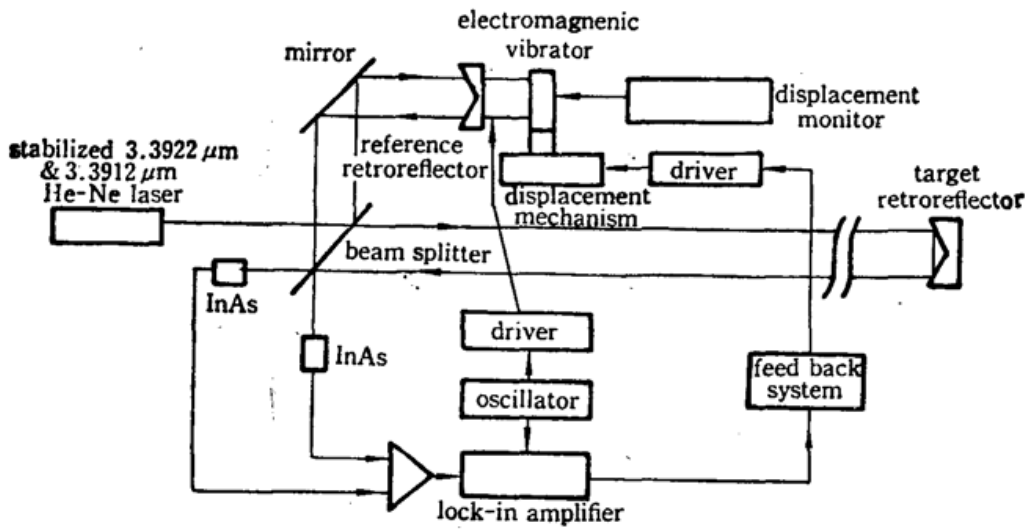 electromagnenic
vibrator
mirror
displacement
monitor
stabilized 3.3922 μm
& 3.3912 μm
He-Ne laser
reference
retroreflector
driver
target
retroreflector
displacement
mechanism
beam splitter
InAs
InAs
driver
feed back
system
oscillator
lock-in amplifier